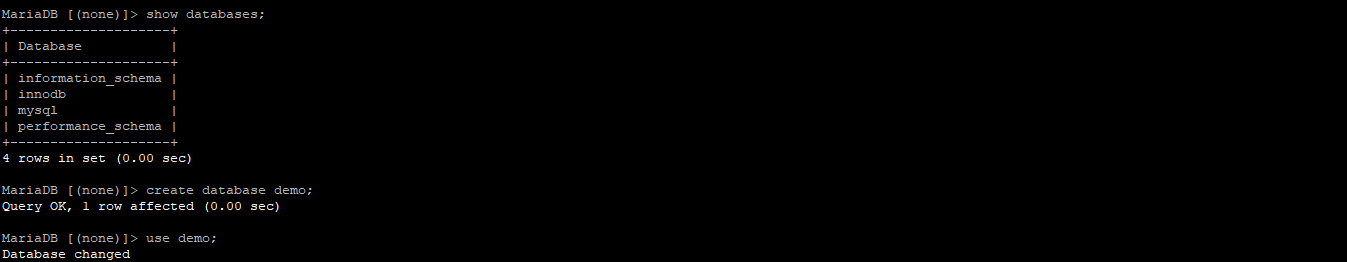 MariaDB [(none)]> show databases;
+--------------------+
| Database           |
+--------------------+
| information_schema |
| innodb             |
| mysql              |
| performance_schema |
+--------------------+
4 rows in set (0.00 sec)
MariaDB [(none)]> create database demo;
Query OK, 1 row affected (0.00 sec)
MariaDB [(none)]> use demo;
Database changed